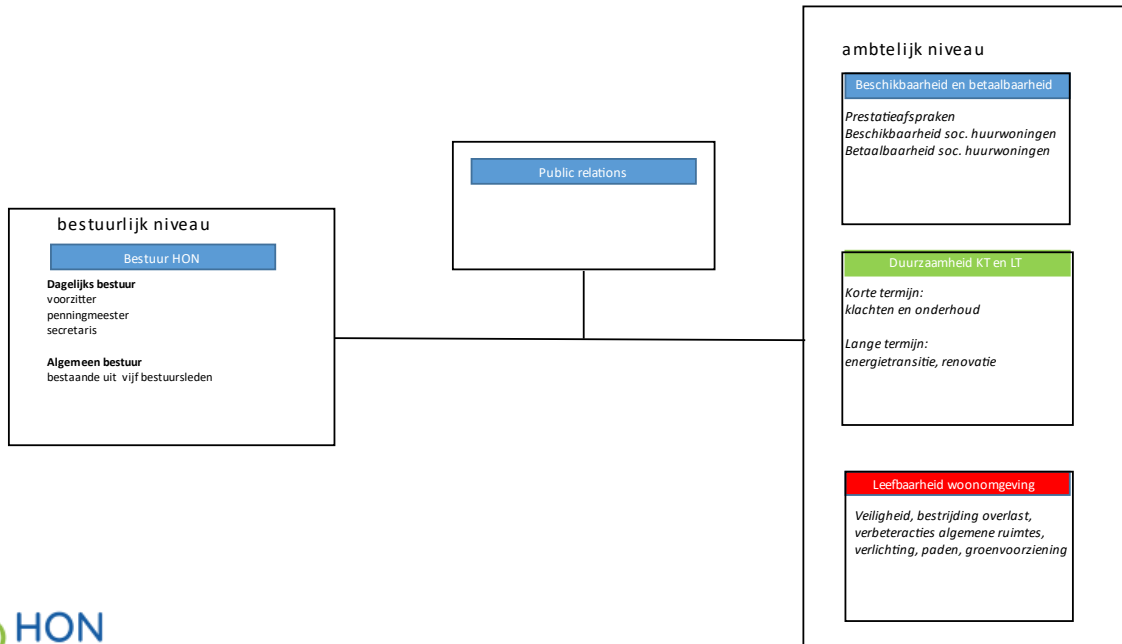 bestuurlijk niveau
Bestuur HON
Dagelijks bestuur
voorzitter
penningmeester
secretaris
Algemeen bestuur
bestaande uit vijf bestuursleden
Public relations
ambtelijk niveau
Beschikbaarheid en betaalbaarheid
Prestatieafspraken
Beschikbaarheid soc. huurwoningen
Betaalbaarheid soc. huurwoningen
Duurzaamheid KT en LT
Korte termijn:
klachten en onderhoud
Lange termijn:
energietransitie, renovatie
Leefbaarheid woonomgeving
Veiligheid, bestrijding overlast,
verbeteracties algemene ruimtes,
verlichting, paden, groenvoorziening
HON